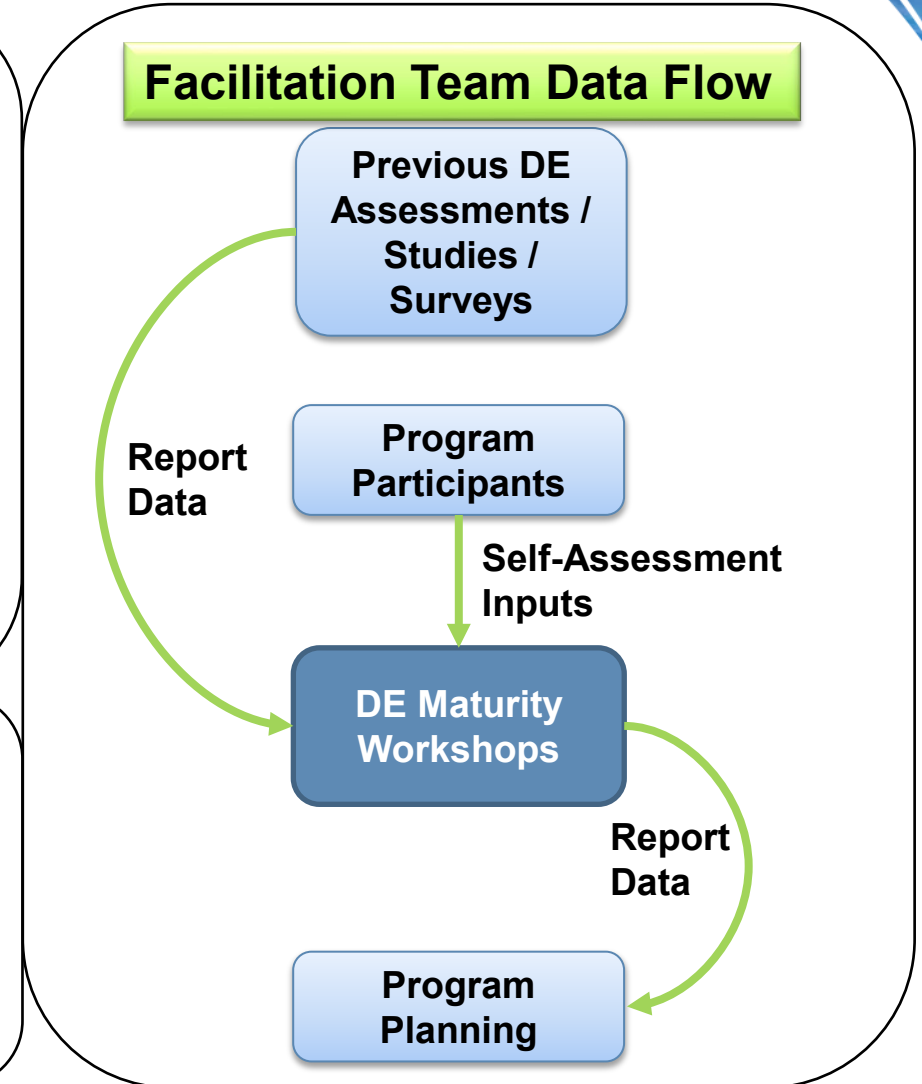 Facilitation Team Data Flow
Previous DE
Assessments /
Studies /
Surveys
Report
Data
Program
Participants
Self-Assessment
Inputs
DE Maturity
Workshops
Report
Data
Program
Planning